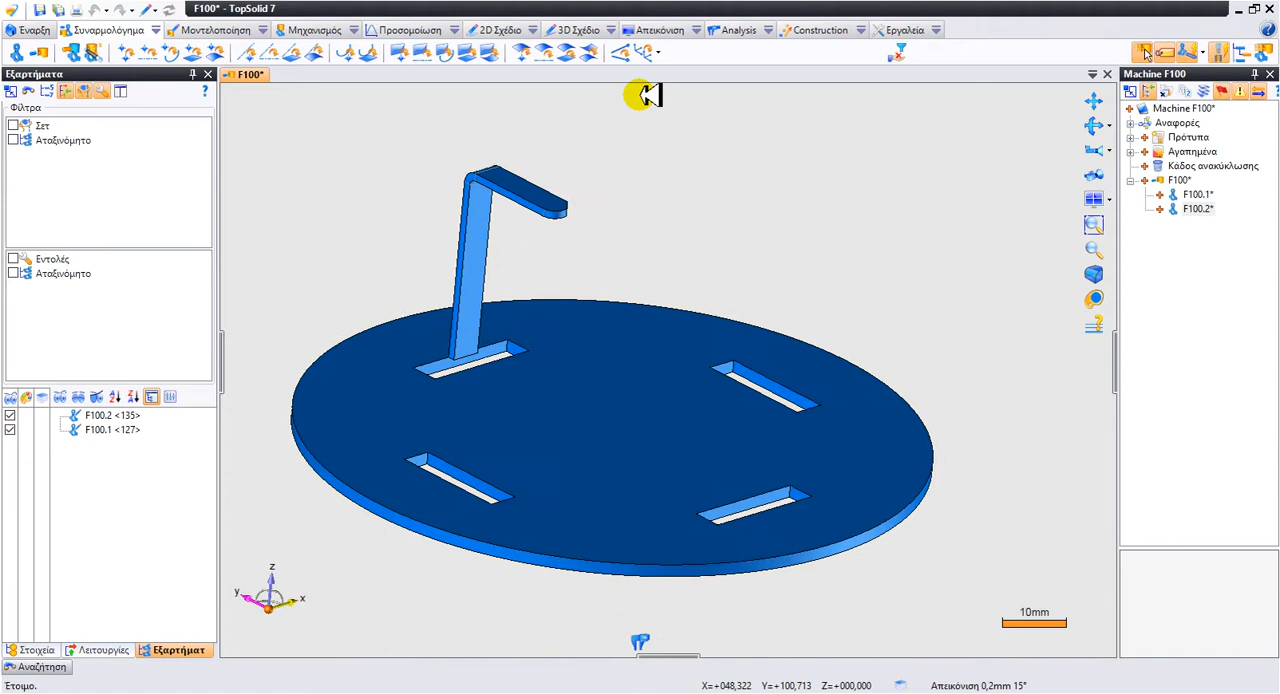 F100* - TopSolid 7
Έναρξη
Συναρμολόγημα
Μοντελοποίηση
Μηχανισμός
Προσομοίωση
2D Σχέδιο
3D Σχέδιο
Απεικόνιση
Analysis
Construction
Εργαλεία
Εξαρτήματα
F100*
Machine F100
Φίλτρα
Σετ
Αταξινόμητο
Machine F100*
Αναφορές
Πρότυπα
Αγαπημένα
Κάδος ανακύκλωσης
F100*
F100.1*
F100.2*
Εντολές
Αταξινόμητο
F100.2 <135>
F100.1 <127>
z
y
x
10mm
Στοιχεία
Λειτουργίες
Εξαρτήματ
Αναζήτηση
Έτοιμο.
X=+048,322 Y=+100,713 Z=+000,000
Απεικόνιση 0,2mm 15°